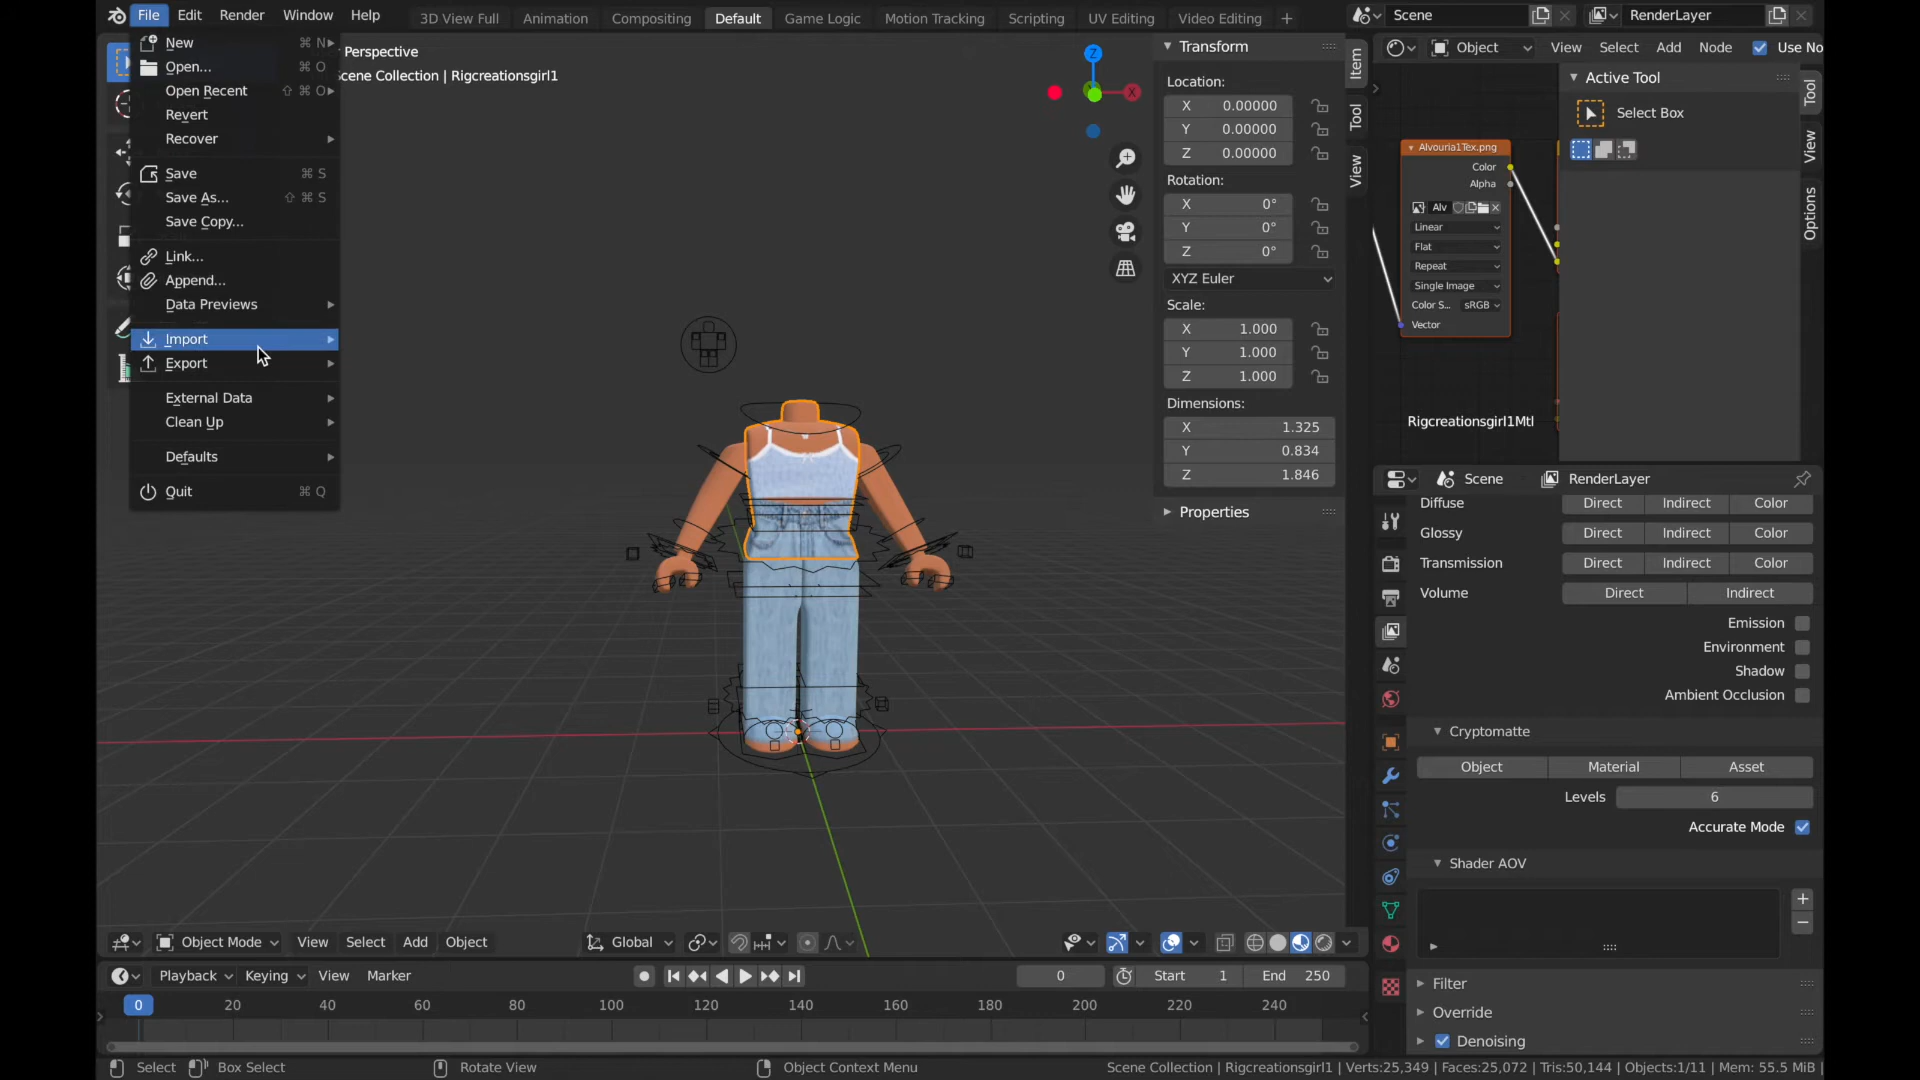 File Edit Render Window Help
3D View Full Animation Compositing Default Game Logic Motion Tracking Scripting UV Editing Video Editing +
Scene RenderLayer
New ⌘ N
Open... ⌘ O
Open Recent ⇧ ⌘ O
Revert
Recover
Save ⌘ S
Save As... ⇧ ⌘ S
Save Copy...
Link...
Append...
Data Previews
Import
Export
External Data
Clean Up
Defaults
Quit ⌘ Q
Perspective
Scene Collection | Rigcreationsgirl1
Z
X
Transform
Location:
X 0.00000
Y 0.00000
Z 0.00000
Rotation:
X 0°
Y 0°
Z 0°
XYZ Euler
Scale:
X 1.000
Y 1.000
Z 1.000
Dimensions:
X 1.325
Y 0.834
Z 1.846
Properties
Item
Tool
View
Object View Select Add Node Use No
Alvouria1Tex.png
Color
Alpha
Alv
Linear
Flat
Repeat
Single Image
Color S... sRGB
Vector
Rigcreationsgirl1Mtl
Active Tool
Select Box
Tool
View
Options
Scene RenderLayer
Diffuse Direct Indirect Color
Glossy Direct Indirect Color
Transmission Direct Indirect Color
Volume Direct Indirect
Emission
Environment
Shadow
Ambient Occlusion
Cryptomatte
Object Material Asset
Levels 6
Accurate Mode
Shader AOV
Filter
Override
Denoising
Object Mode View Select Add Object Global
Playback Keying View Marker 0 Start 1 End 250
0 20 40 60 80 100 120 140 160 180 200 220 240
Select Box Select Rotate View Object Context Menu Scene Collection | Rigcreationsgirl1 | Verts:25,349 | Faces:25,072 | Tris:50,144 | Objects:1/11 | Mem: 55.5 MiB